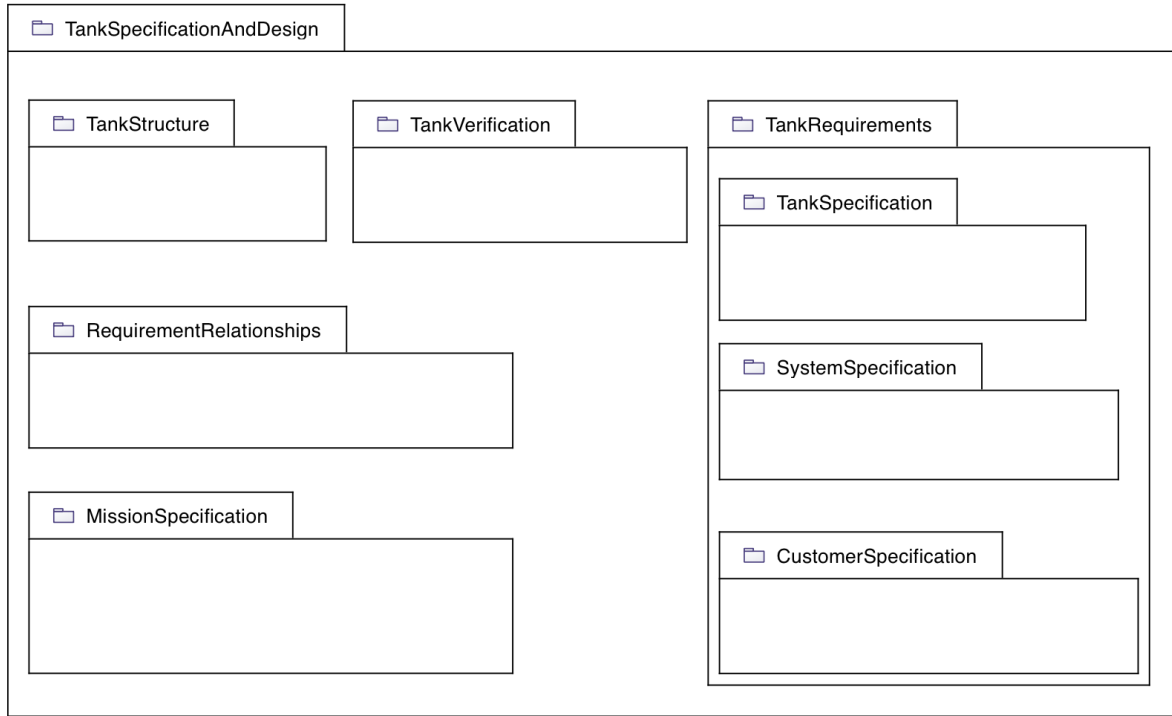 TankSpecificationAndDesign
TankStructure
TankVerification
TankRequirements
TankSpecification
RequirementRelationships
SystemSpecification
MissionSpecification
CustomerSpecification